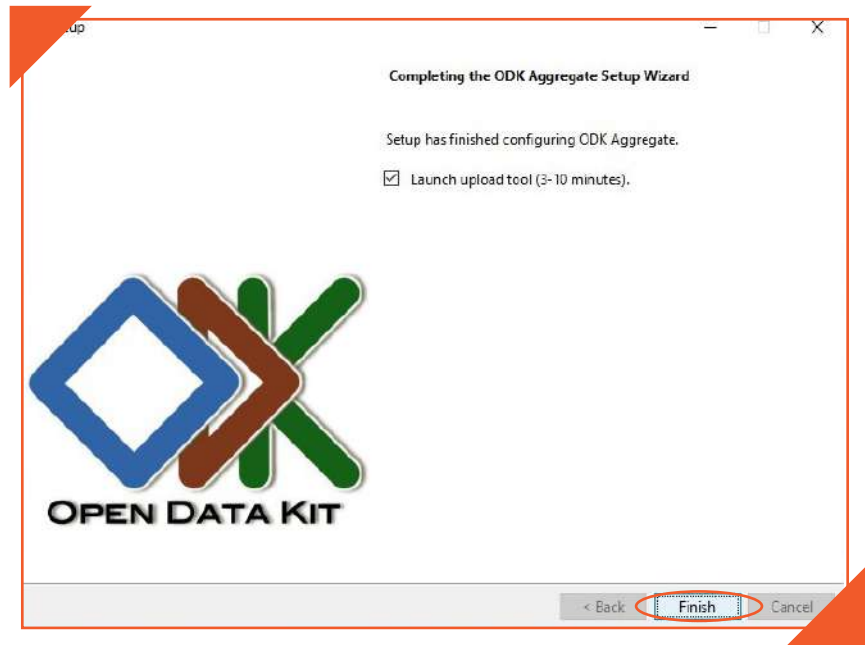 Completing the ODK Aggregate Setup Wizard
Setup has finished configuring ODK Aggregate.
Launch upload tool (3-10 minutes).
OPEN DATA KIT
< Back
Finish
Cancel